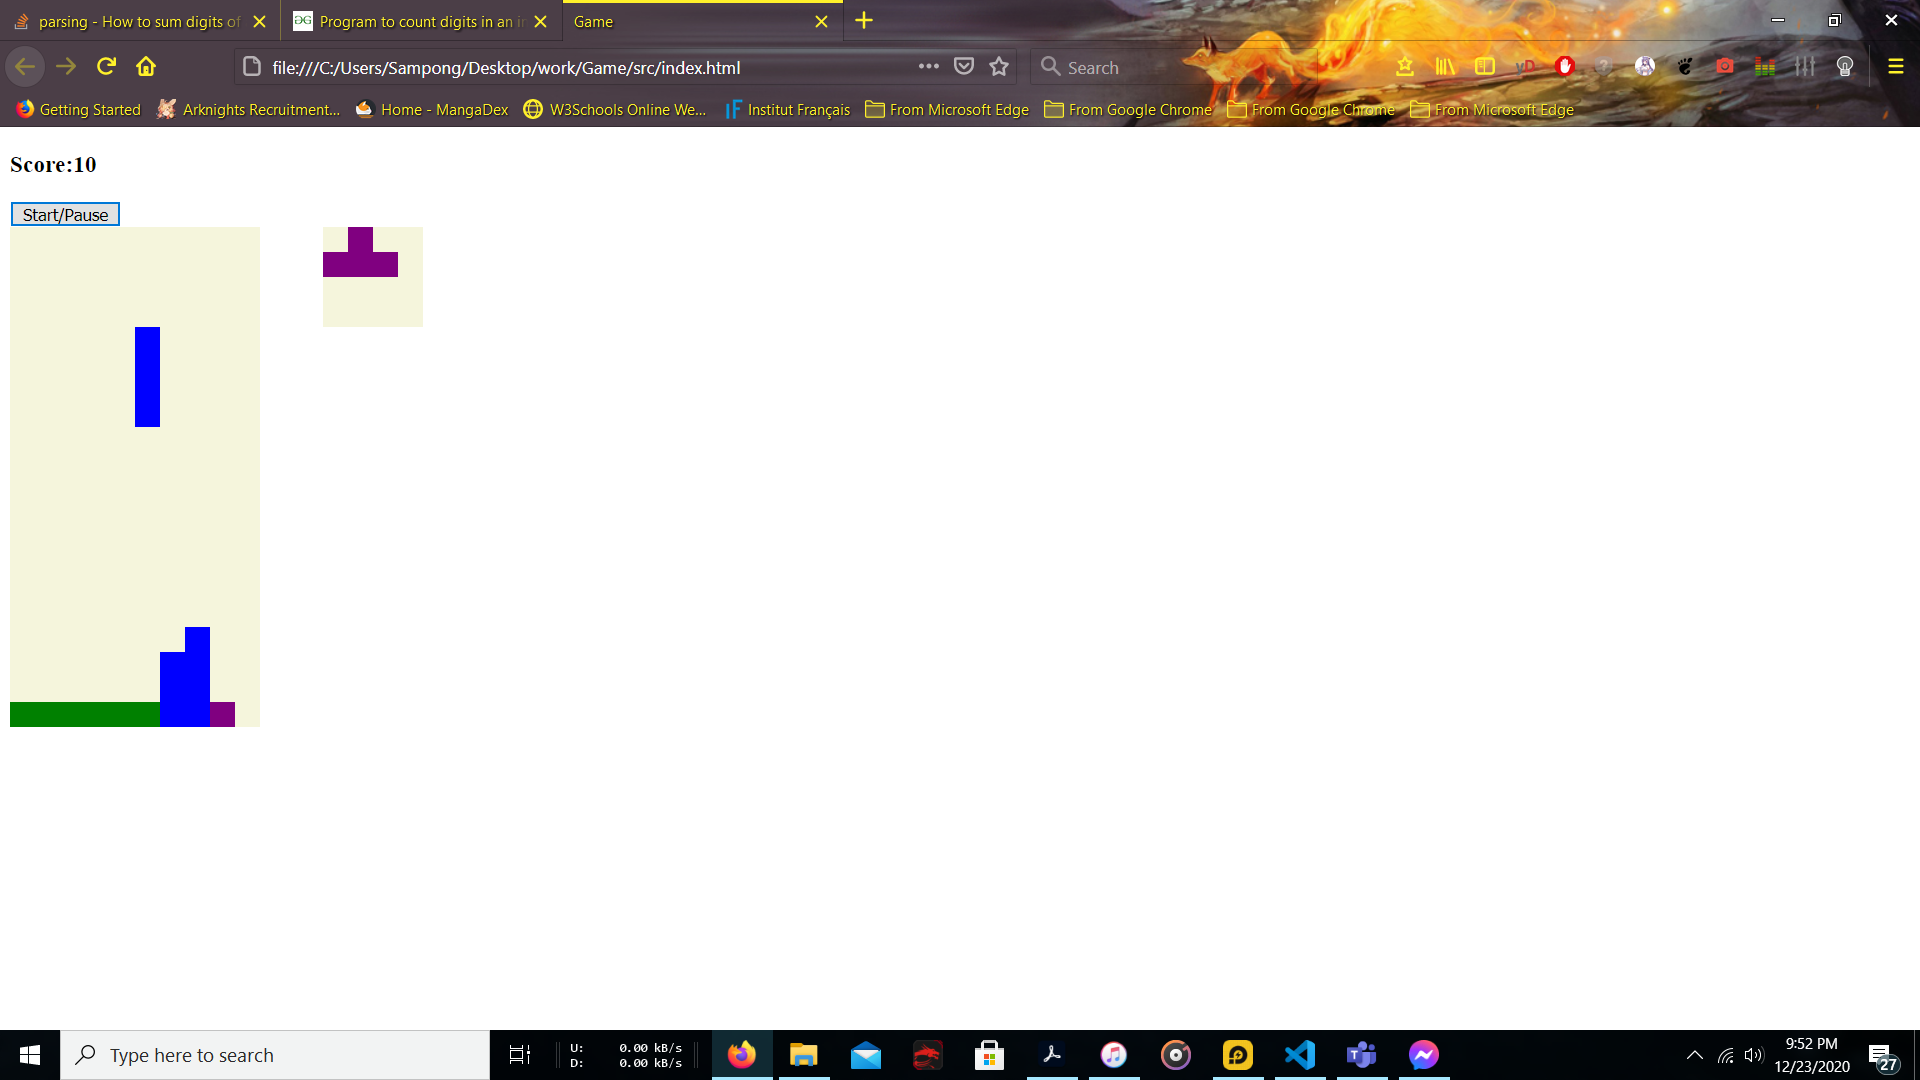 parsing - How to sum digits of
Program to count digits in an in
Game
file:///C:/Users/Sampong/Desktop/work/Game/src/index.html
Search
Getting Started
Arknights Recruitment...
Home - MangaDex
W3Schools Online We...
Institut Français
From Microsoft Edge
From Google Chrome
From Google Chrome
From Microsoft Edge
Score:10
Start/Pause
Type here to search
U: 0.00 kB/s
D: 0.00 kB/s
9:52 PM
12/23/2020
27